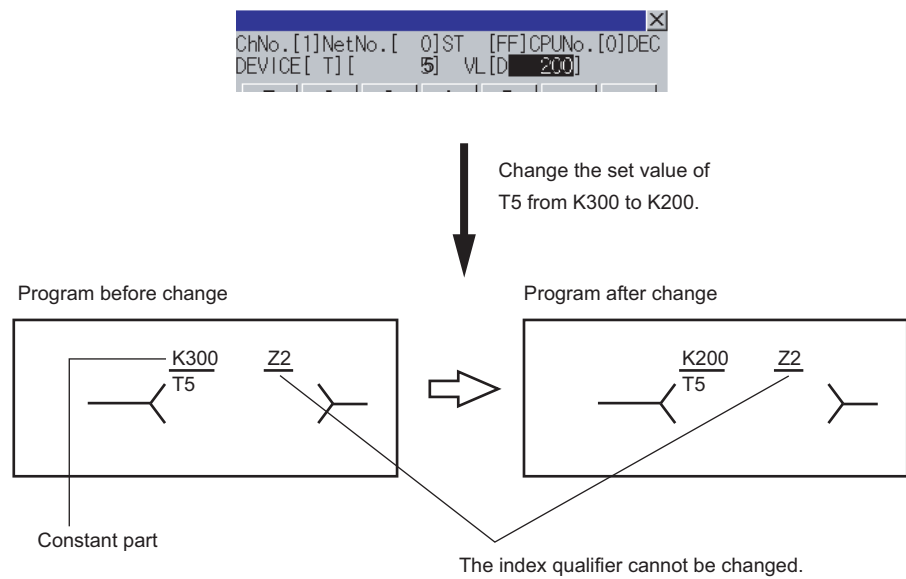 ChNo.[1]NetNo.[ 0]ST [FF]CPUNo.[0]DEC
DEVICE[ T][ 5] VL[D 200]
Change the set value of
T5 from K300 to K200.
Program before change
Program after change
K300 Z2
T5
K200 Z2
T5
Constant part
The index qualifier cannot be changed.